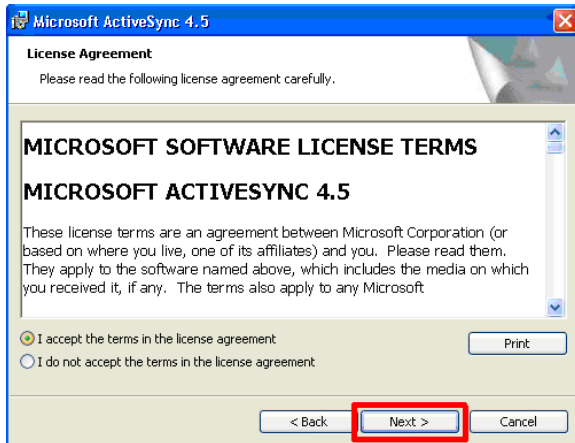 Microsoft ActiveSync 4.5
License Agreement
Please read the following license agreement carefully.
MICROSOFT SOFTWARE LICENSE TERMS
MICROSOFT ACTIVESYNC 4.5
These license terms are an agreement between Microsoft Corporation (or
based on where you live, one of its affiliates) and you.  Please read them.
They apply to the software named above, which includes the media on which
you received it, if any.  The terms also apply to any Microsoft
I accept the terms in the license agreement
Print
I do not accept the terms in the license agreement
< Back
Next >
Cancel